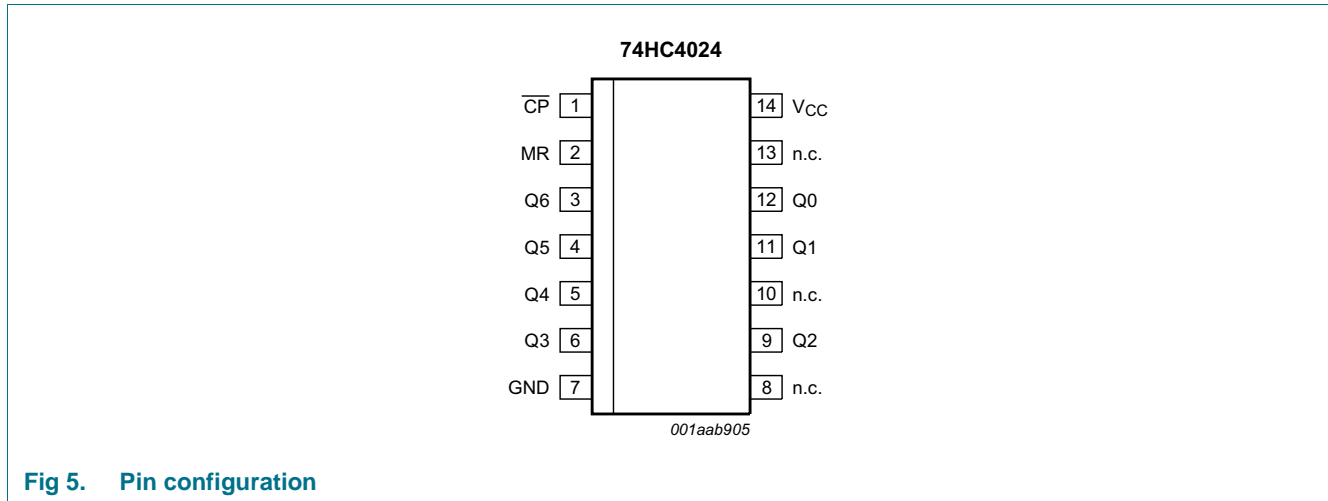 74HC4024
C̅P̅ 1
14 VCC
MR 2
13 n.c.
Q6 3
12 Q0
Q5 4
11 Q1
Q4 5
10 n.c.
Q3 6
9 Q2
GND 7
8 n.c.
001aab905
Fig 5. Pin configuration